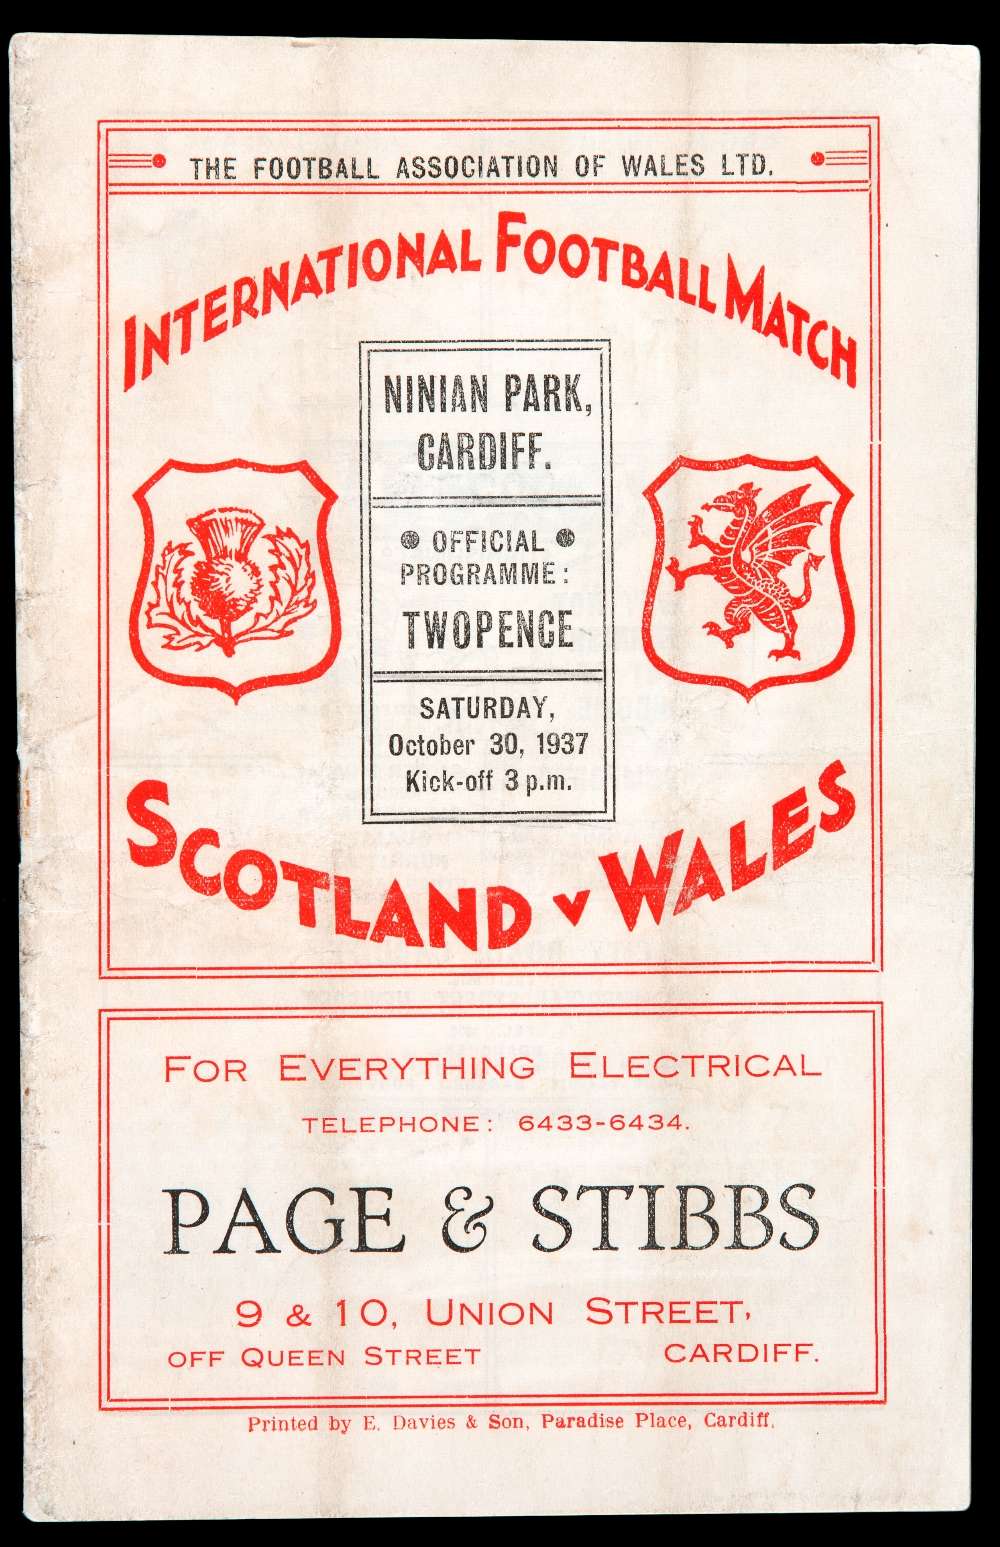 THE FOOTBALL ASSOCIATION OF WALES LTD.
INTERNATIONAL FOOTBALL MATCH
NINIAN PARK,
CARDIFF.
OFFICIAL
PROGRAMME:
TWOPENCE
SATURDAY,
October 30, 1937
Kick-off 3 p.m.
SCOTLAND v WALES
FOR EVERYTHING ELECTRICAL
TELEPHONE: 6433-6434.
PAGE & STIBBS
9 & 10, UNION STREET,
OFF QUEEN STREET CARDIFF.
Printed by E. Davies & Son, Paradise Place, Cardiff.